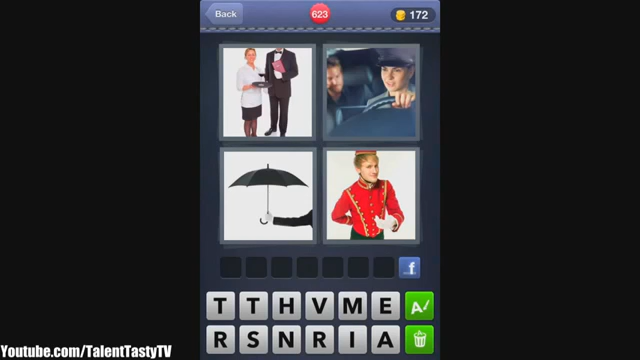 Back
623
172
f
T T H V M E A
R S N R I A
Youtube.com/TalentTastyTV